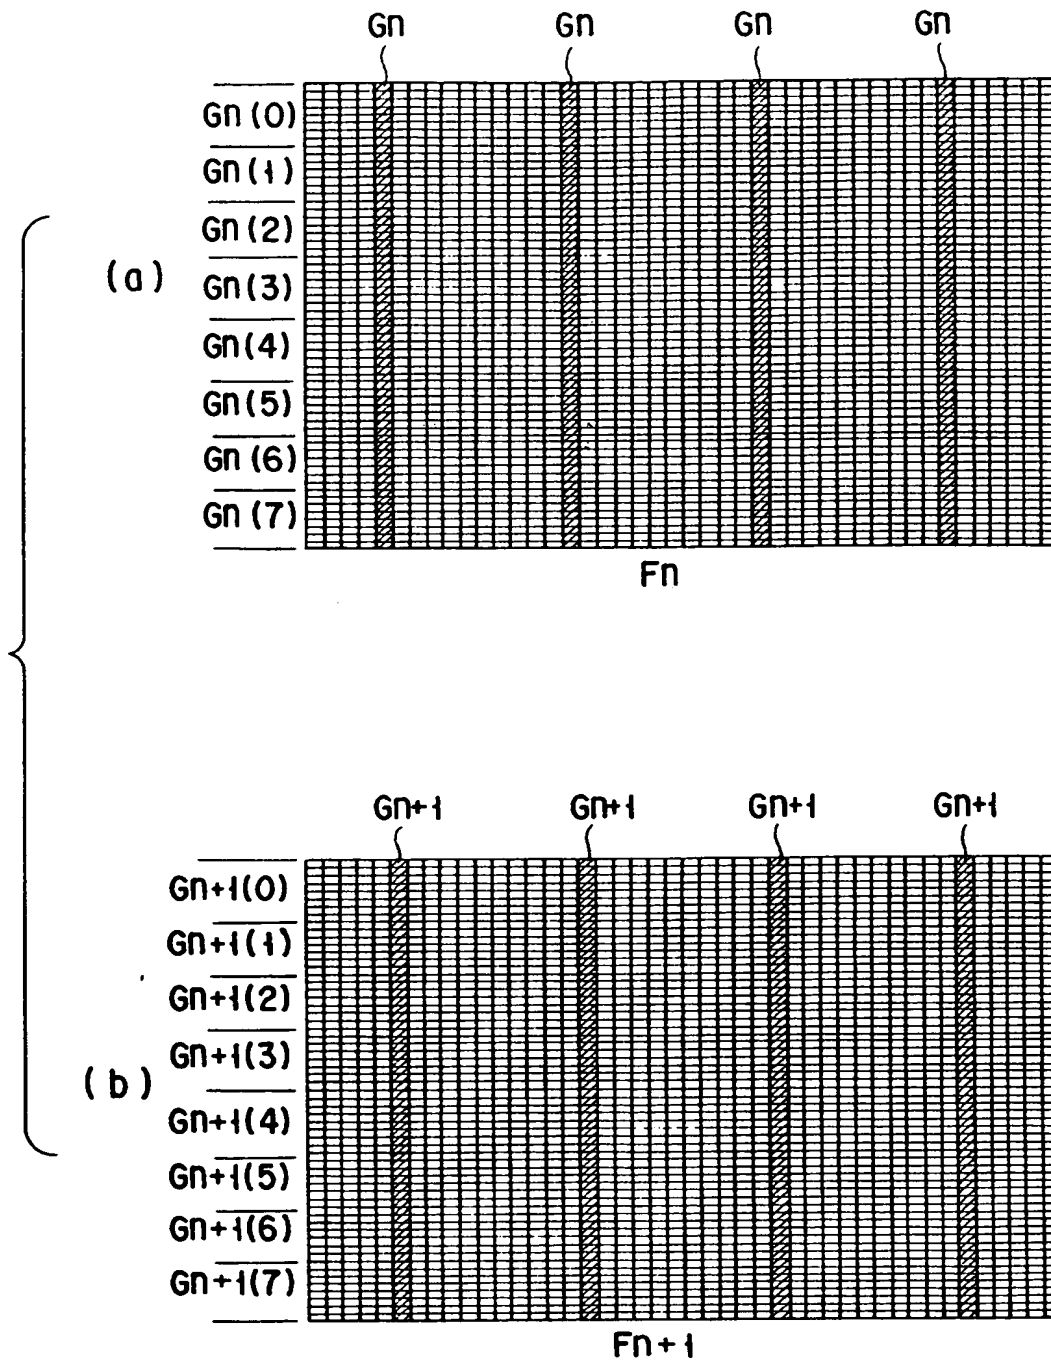 Gn Gn Gn Gn
Gn(0)
Gn(1)
Gn(2)
(a)
Gn(3)
Gn(4)
Gn(5)
Gn(6)
Gn(7)
Fn
Gn+1 Gn+1 Gn+1 Gn+1
Gn+1(0)
Gn+1(1)
Gn+1(2)
Gn+1(3)
(b)
Gn+1(4)
Gn+1(5)
Gn+1(6)
Gn+1(7)
Fn+1